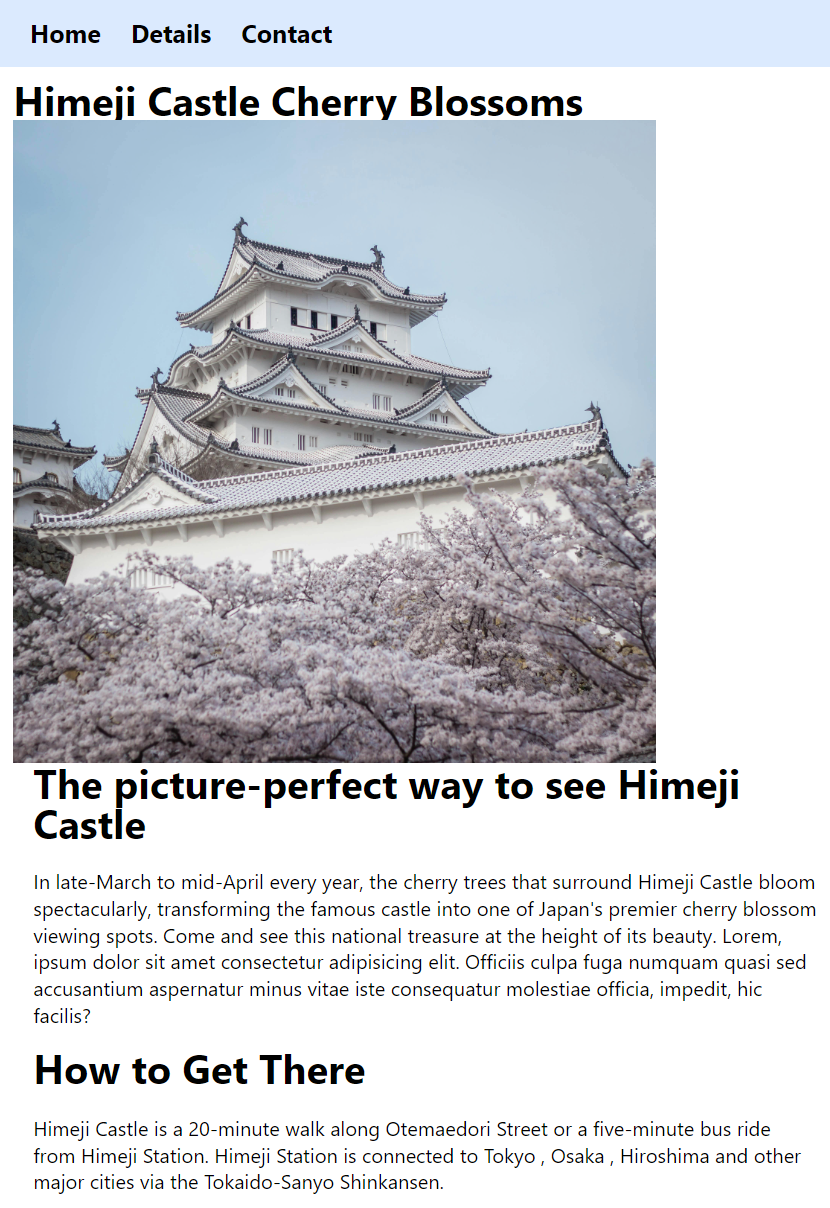 Home Details Contact
Himeji Castle Cherry Blossoms
The picture-perfect way to see Himeji
Castle
In late-March to mid-April every year, the cherry trees that surround Himeji Castle bloom
spectacularly, transforming the famous castle into one of Japan's premier cherry blossom
viewing spots. Come and see this national treasure at the height of its beauty. Lorem,
ipsum dolor sit amet consectetur adipisicing elit. Officiis culpa fuga numquam quasi sed
accusantium aspernatur minus vitae iste consequatur molestiae officia, impedit, hic
facilis?
How to Get There
Himeji Castle is a 20-minute walk along Otemaedori Street or a five-minute bus ride
from Himeji Station. Himeji Station is connected to Tokyo , Osaka , Hiroshima and other
major cities via the Tokaido-Sanyo Shinkansen.